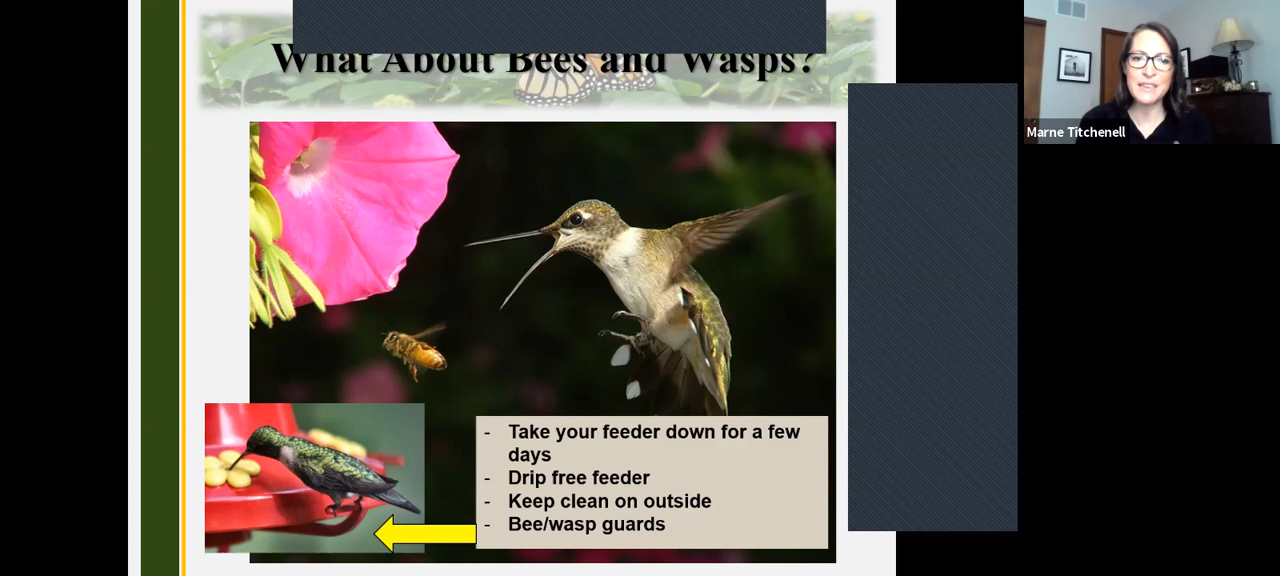 What About Bees and Wasps?
Marne Titchenell
- Take your feeder down for a few
days
- Drip free feeder
- Keep clean on outside
- Bee/wasp guards